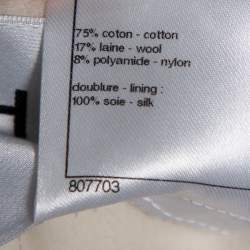 75% coton - cotton
17% laine - wool
8% polyamide - nylon
doublure - lining :
100% soie - silk
807703